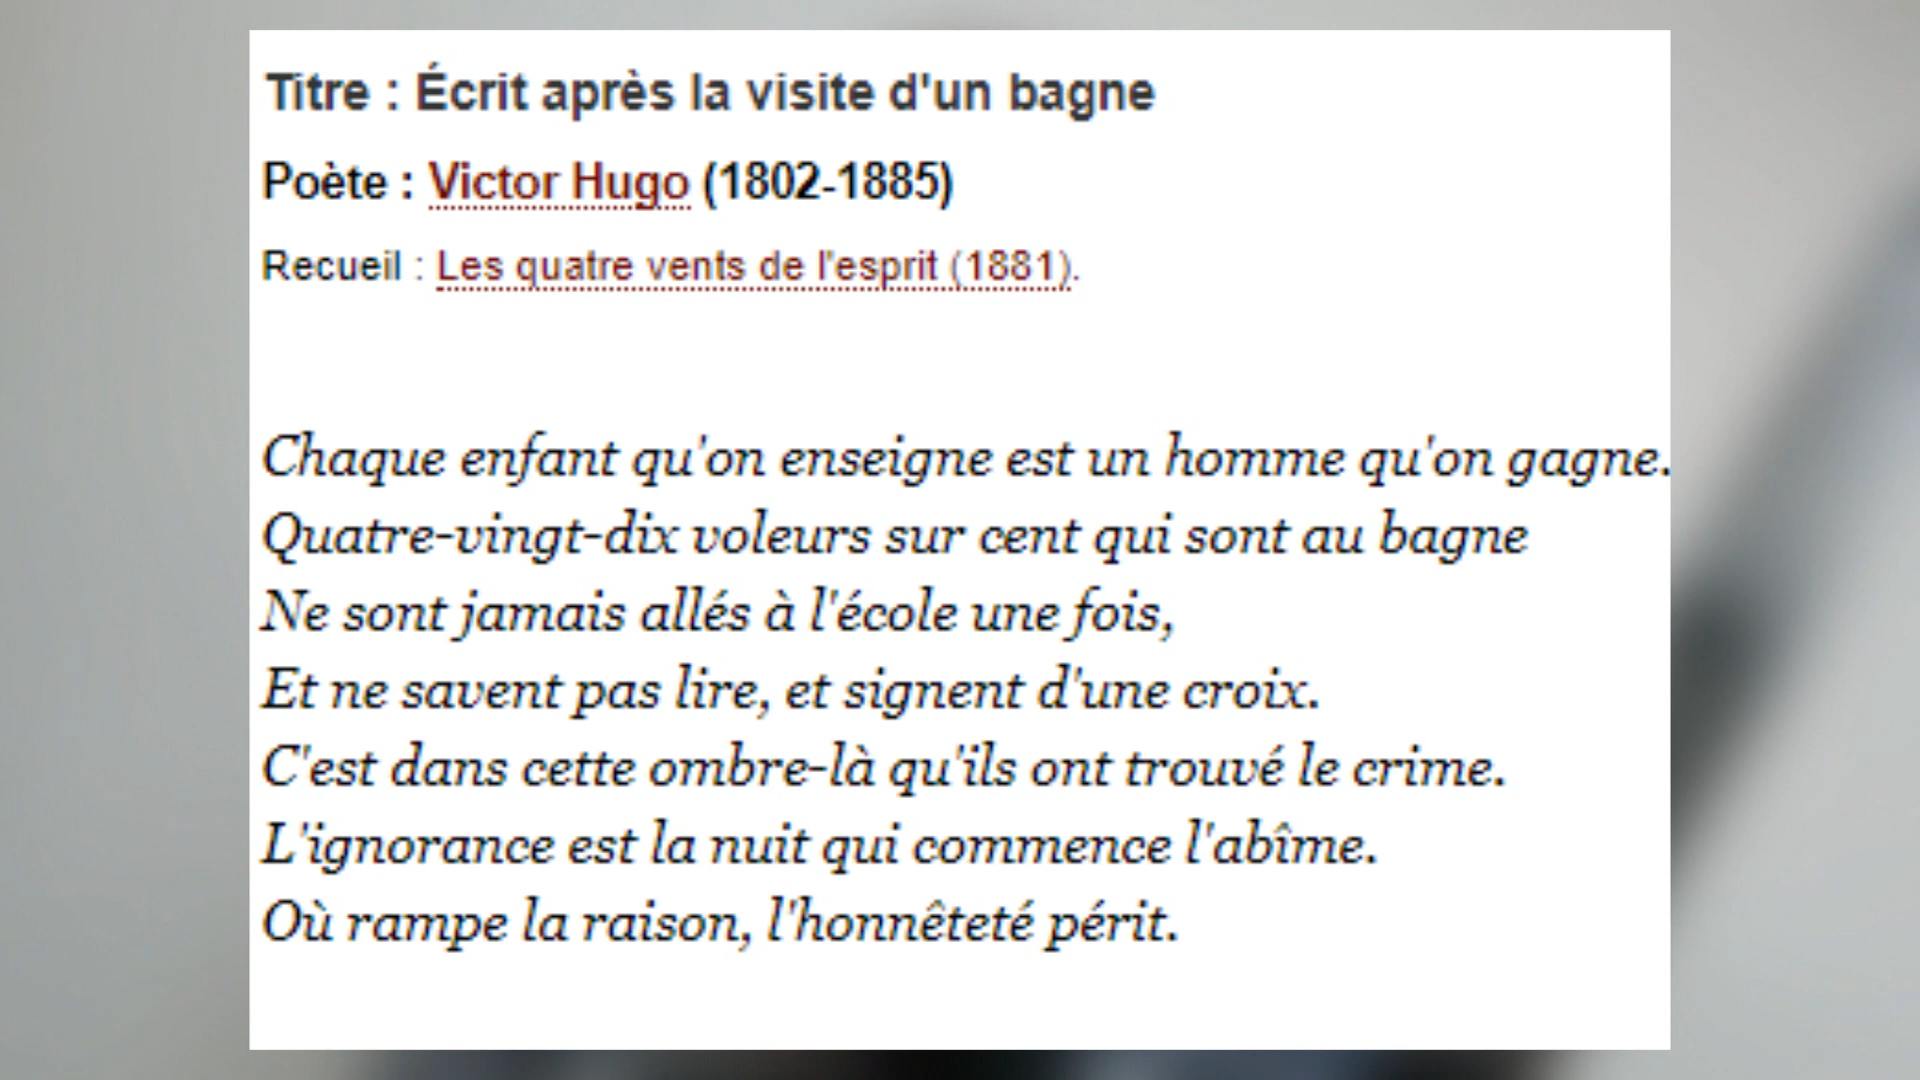 Titre : Écrit après la visite d'un bagne
Poète : Victor Hugo (1802-1885)
Recueil : Les quatre vents de l'esprit (1881).
Chaque enfant qu'on enseigne est un homme qu'on gagne.
Quatre-vingt-dix voleurs sur cent qui sont au bagne
Ne sont jamais allés à l'école une fois,
Et ne savent pas lire, et signent d'une croix.
C'est dans cette ombre-là qu'ils ont trouvé le crime.
L'ignorance est la nuit qui commence l'abîme.
Où rampe la raison, l'honnêteté périt.